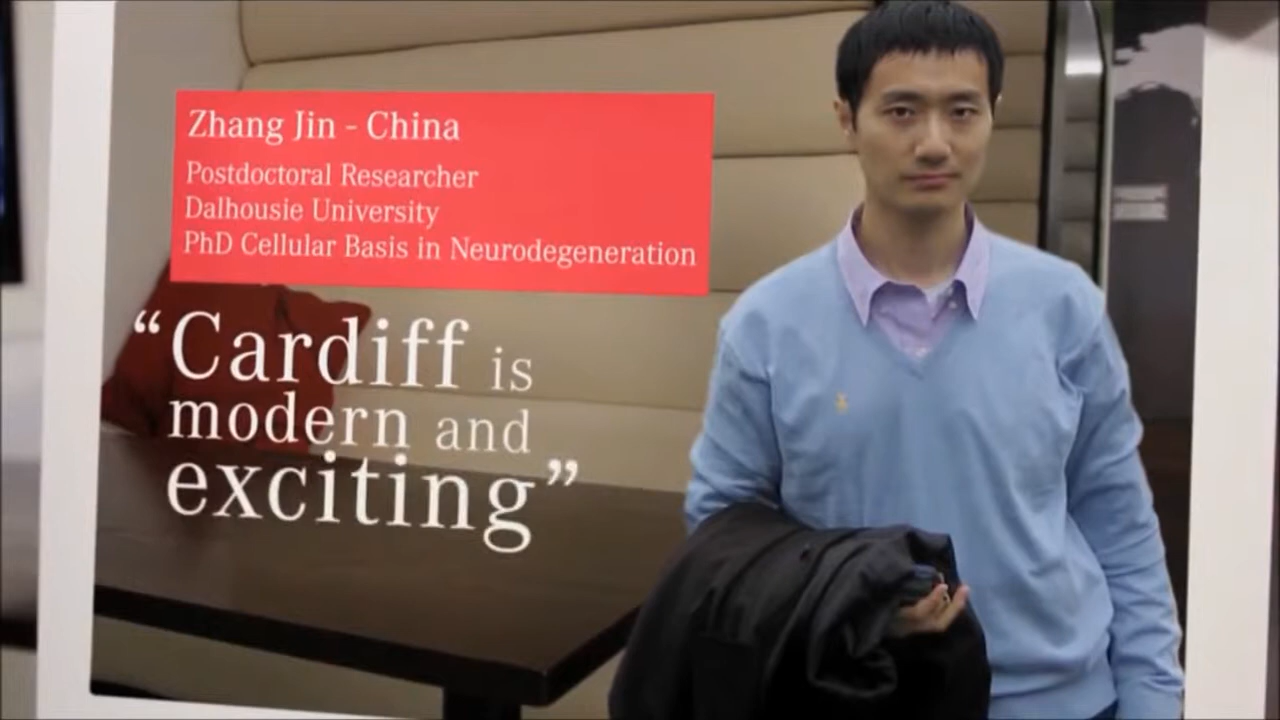 Zhang Jin - China
Postdoctoral Researcher
Dalhousie University
PhD Cellular Basis in Neurodegeneration
“Cardiff is
modern and
exciting”